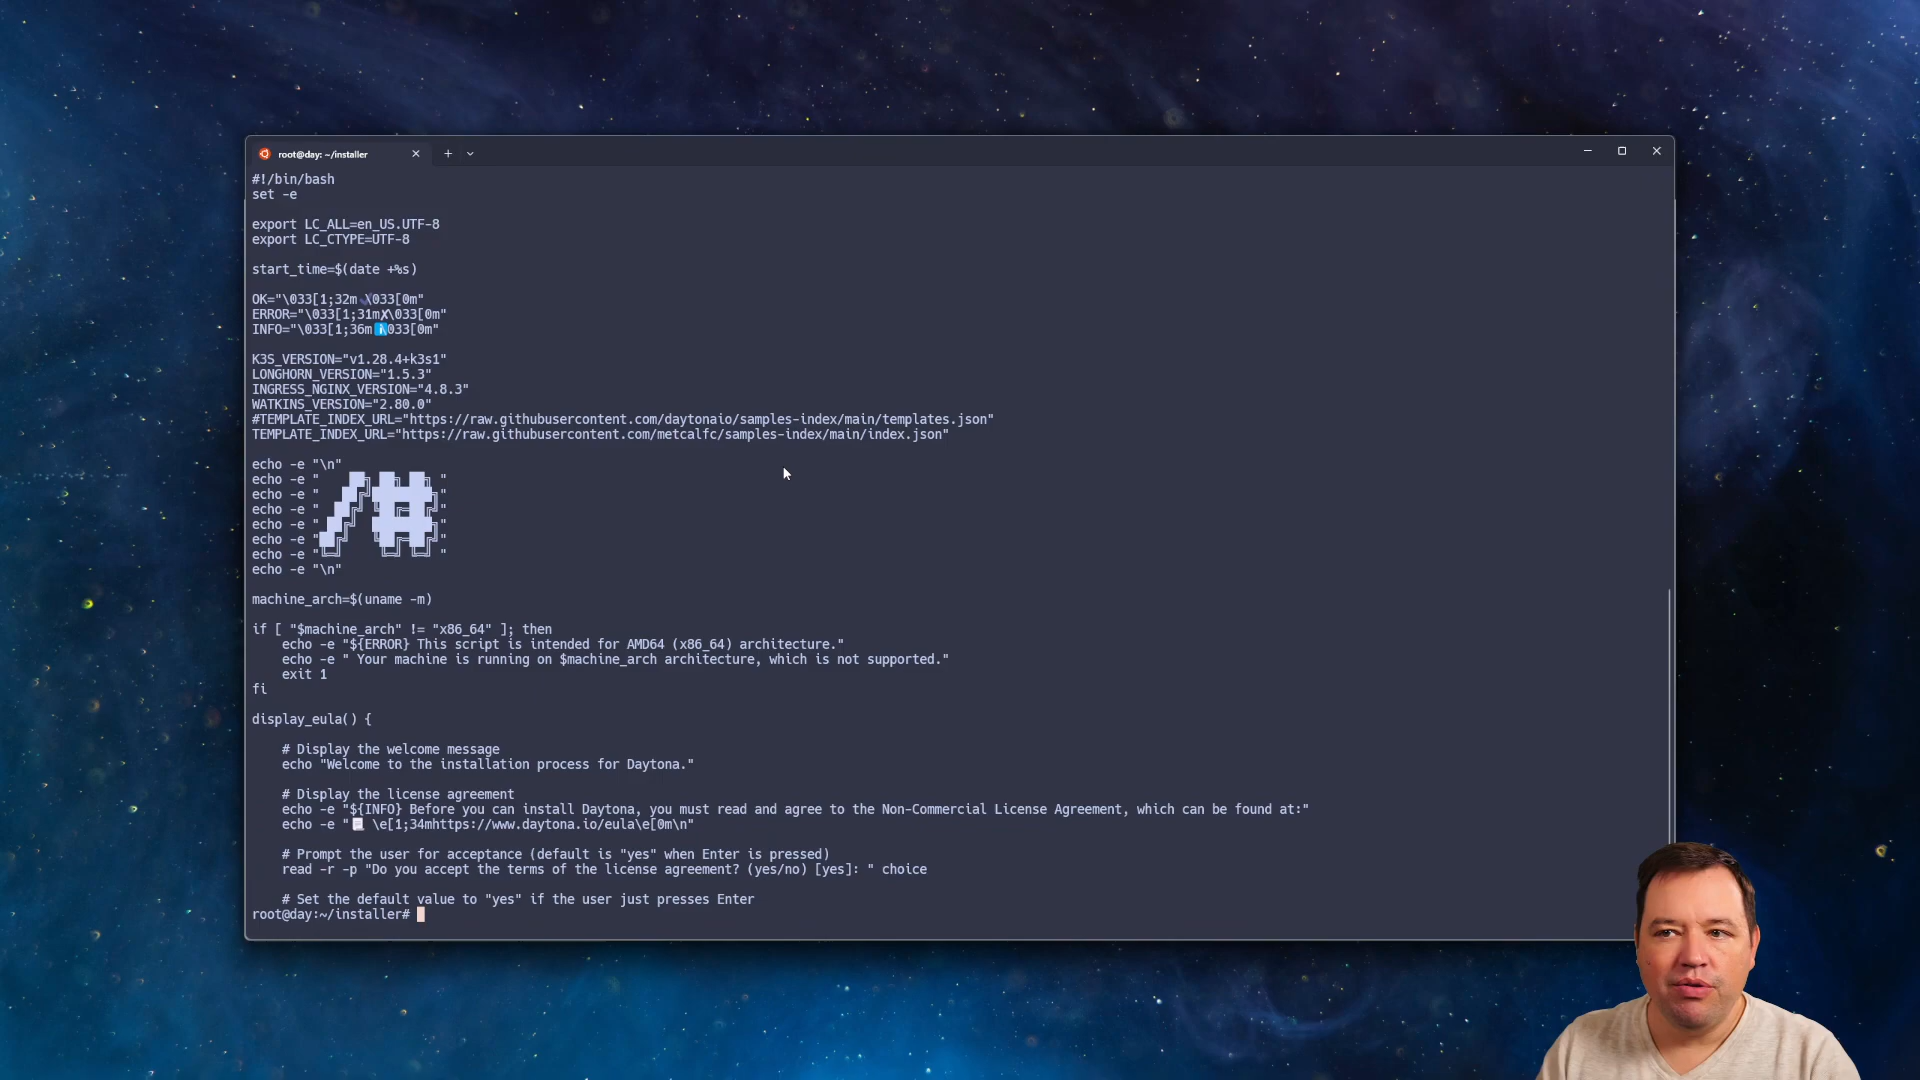 root@day: ~/installer
#!/bin/bash
set -e
export LC_ALL=en_US.UTF-8
export LC_CTYPE=UTF-8
start_time=$(date +%s)
OK="\033[1;32m✓\033[0m"
ERROR="\033[1;31m✗\033[0m"
INFO="\033[1;36mℹ️\033[0m"
K3S_VERSION="v1.28.4+k3s1"
LONGHORN_VERSION="1.5.3"
INGRESS_NGINX_VERSION="4.8.3"
WATKINS_VERSION="2.80.0"
#TEMPLATE_INDEX_URL="https://raw.githubusercontent.com/daytonaio/samples-index/main/templates.json"
TEMPLATE_INDEX_URL="https://raw.githubusercontent.com/metcalfc/samples-index/main/index.json"
echo -e "\n"
echo -e "    ██╗ ██╗ ██╗ "
echo -e "   ██╔╝████████╗"
echo -e "  ██╔╝ ╚██╔═██╔╝"
echo -e " ██╔╝  ████████╗"
echo -e "██╔╝   ╚██╔═██╔╝"
echo -e "╚═╝     ╚═╝ ╚═╝ "
echo -e "\n"
machine_arch=$(uname -m)
if [ "$machine_arch" != "x86_64" ]; then
    echo -e "${ERROR} This script is intended for AMD64 (x86_64) architecture."
    echo -e " Your machine is running on $machine_arch architecture, which is not supported."
    exit 1
fi
display_eula() {
    # Display the welcome message
    echo "Welcome to the installation process for Daytona."
    # Display the license agreement
    echo -e "${INFO} Before you can install Daytona, you must read and agree to the Non-Commercial License Agreement, which can be found at:"
    echo -e "📃 \e[1;34mhttps://www.daytona.io/eula\e[0m\n"
    # Prompt the user for acceptance (default is "yes" when Enter is pressed)
    read -r -p "Do you accept the terms of the license agreement? (yes/no) [yes]: " choice
    # Set the default value to "yes" if the user just presses Enter
root@day:~/installer#